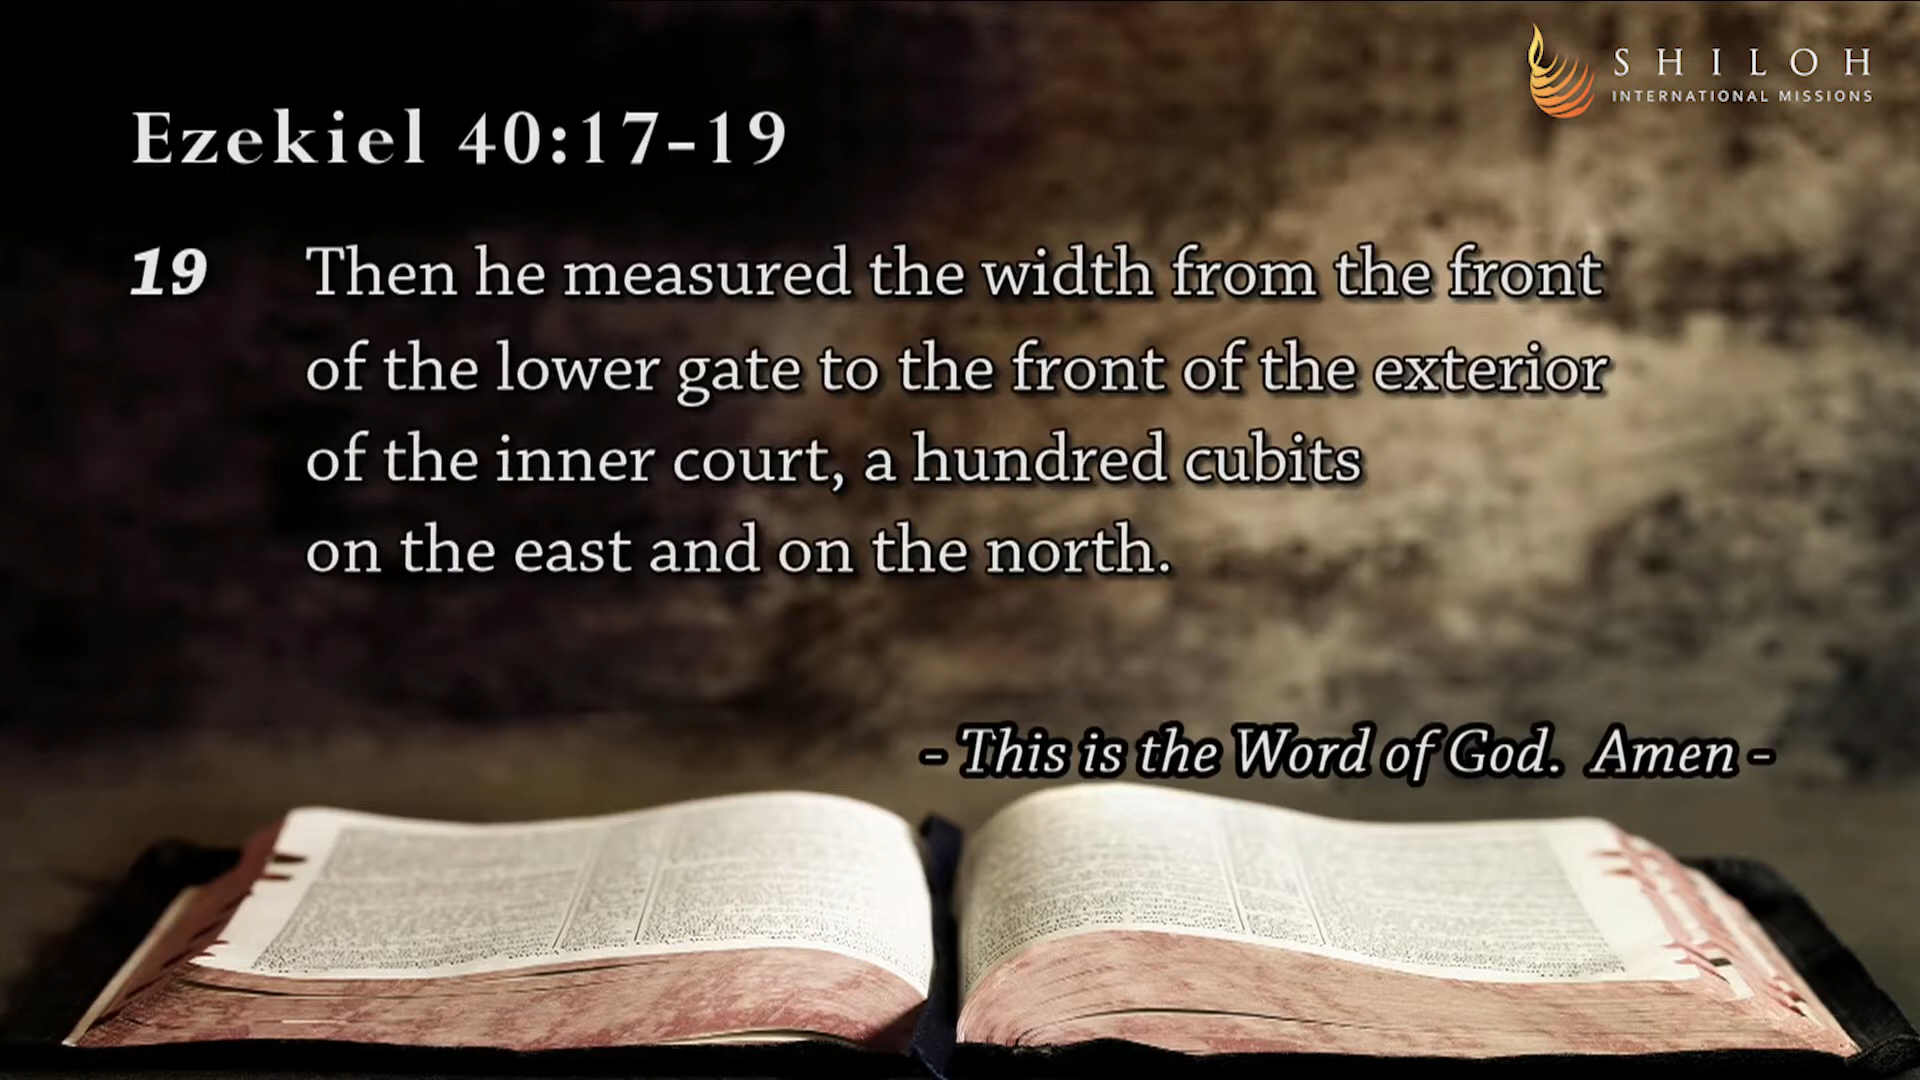 SHILOH
INTERNATIONAL MISSIONS
Ezekiel 40:17-19
19 Then he measured the width from the front
of the lower gate to the front of the exterior
of the inner court, a hundred cubits
on the east and on the north.
- This is the Word of God.  Amen -